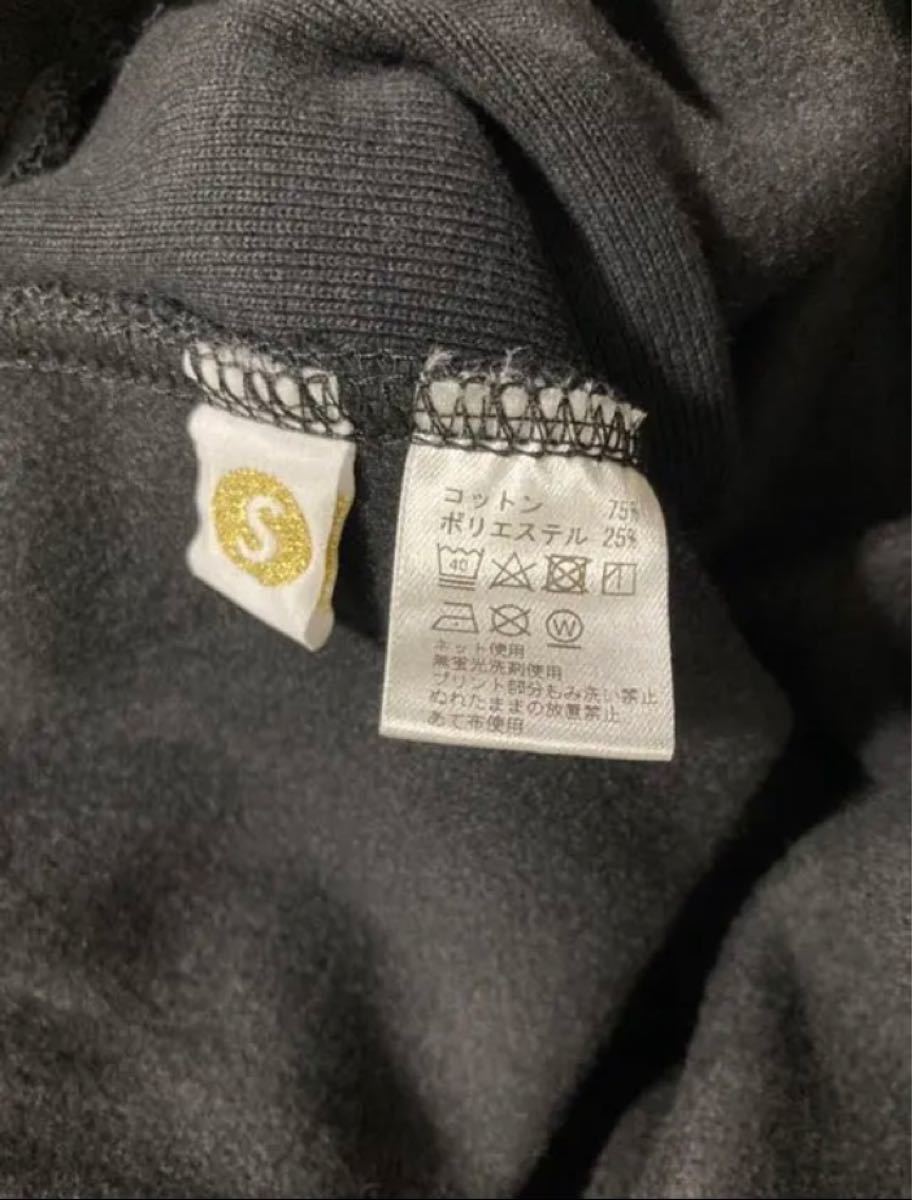 S
コットン 75%
ポリエステル 25%
40
W
ネット使用
無蛍光洗剤使用
プリント部分もみ洗い禁止
ぬれたままの放置禁止
あて布使用